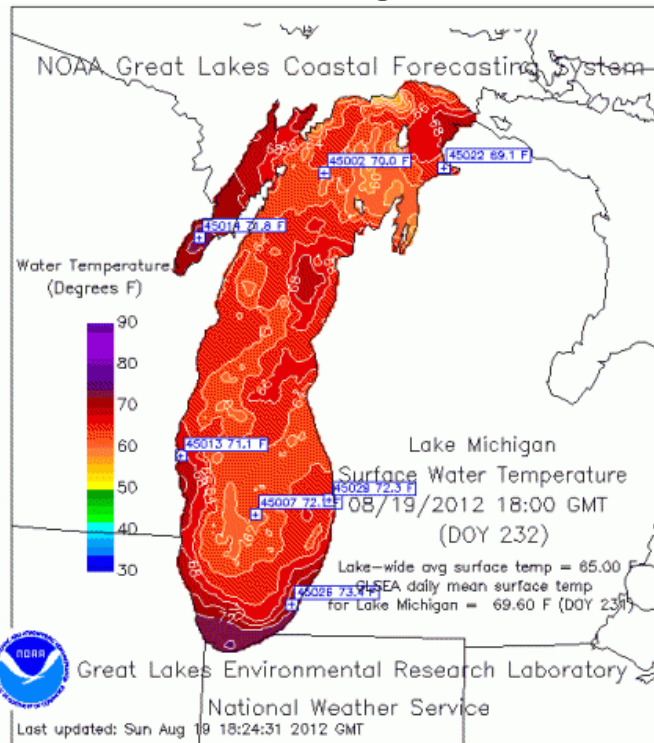 NOAA Great Lakes Coastal Forecasting System
45002 70.0 F
45022 69.1 F
45014 71.8 F
Water Temperature
(Degrees F)
90
80
70
60
50
40
30
45013 71.1 F
Lake Michigan
Surface Water Temperature
45029 72.3 F
45007 72.
08/19/2012 18:00 GMT
(DOY 232)
Lake-wide avg surface temp = 65.00 F
GLSEA daily mean surface temp
for Lake Michigan = 69.60 F (DOY 231)
45026 73.4 F
NOAA
Great Lakes Environmental Research Laboratory
National Weather Service
Last updated: Sun Aug 19 18:24:31 2012 GMT